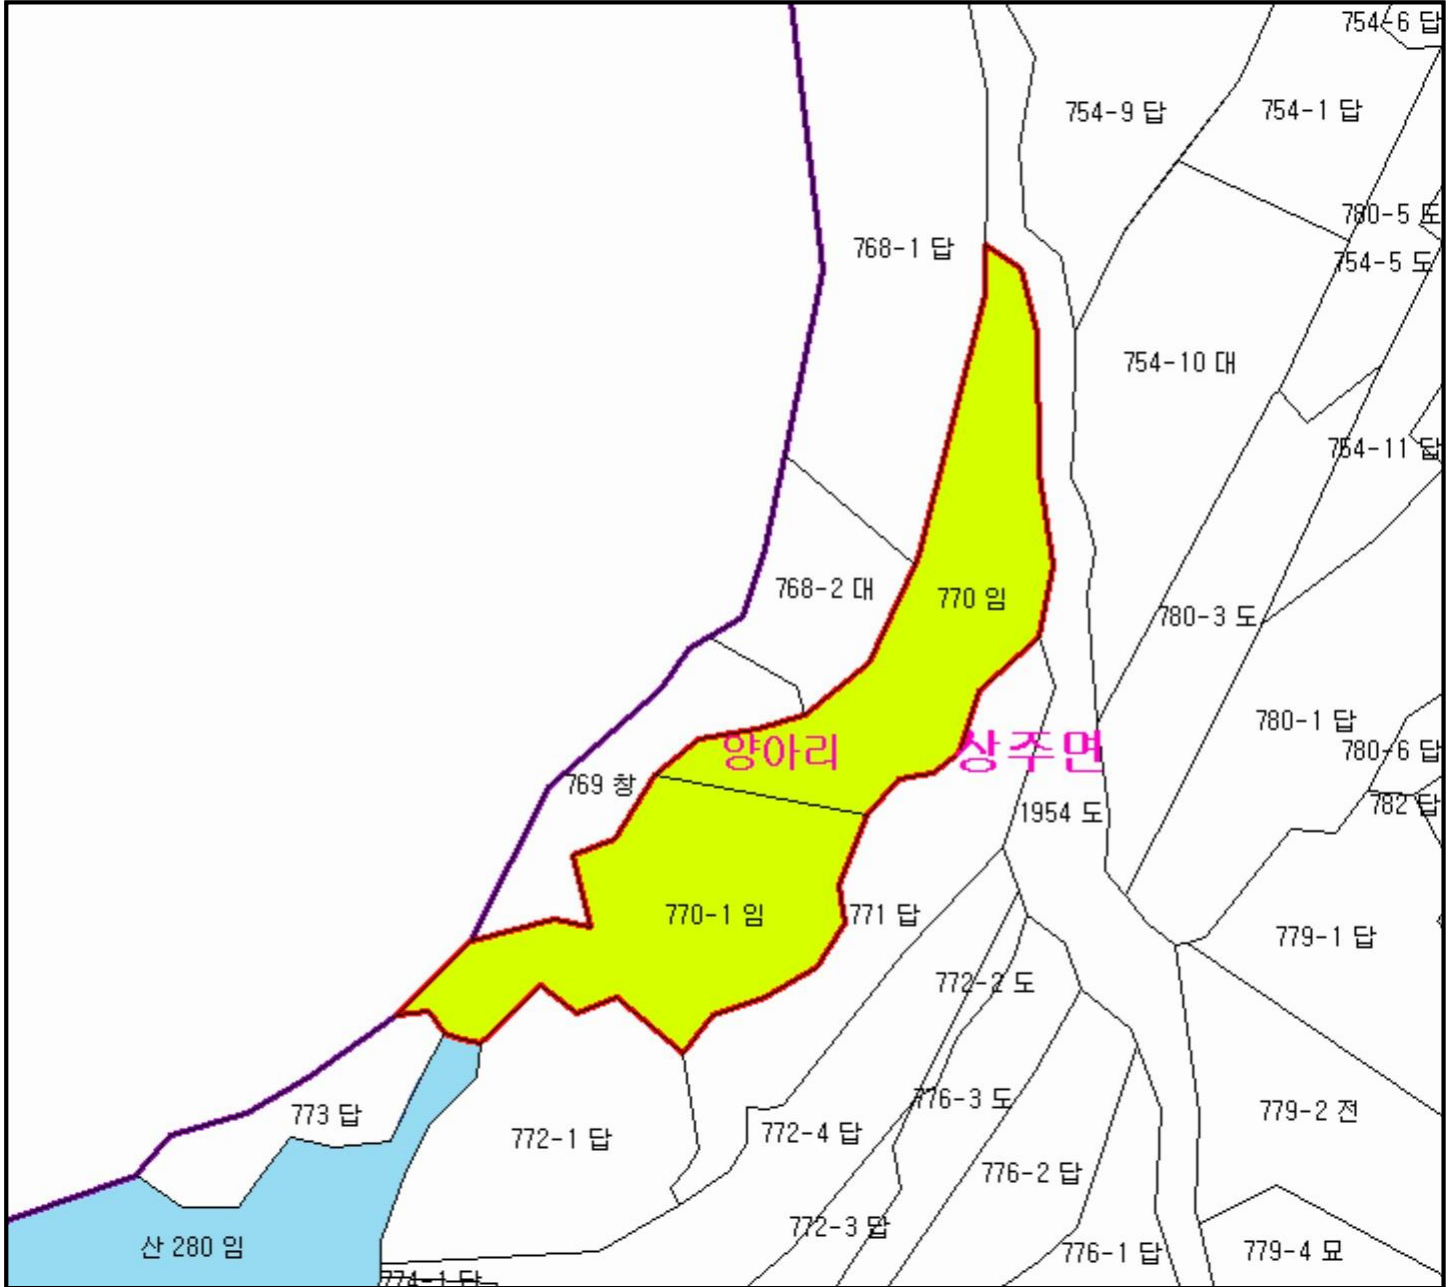 754-6 답
754-9 답
754-1 답
780-5 도
768-1 답
754-5 도
754-10 대
754-11 답
768-2 대
770 임
780-3 도
780-1 답
양아리
상주면
780-6 답
769 창
782 답
1954 도
770-1 임
771 답
779-1 답
772-2 도
776-3 도
779-2 전
773 답
772-1 답
772-4 답
776-2 답
772-3 답
산 280 임
776-1 답
779-4 묘
774-1 답